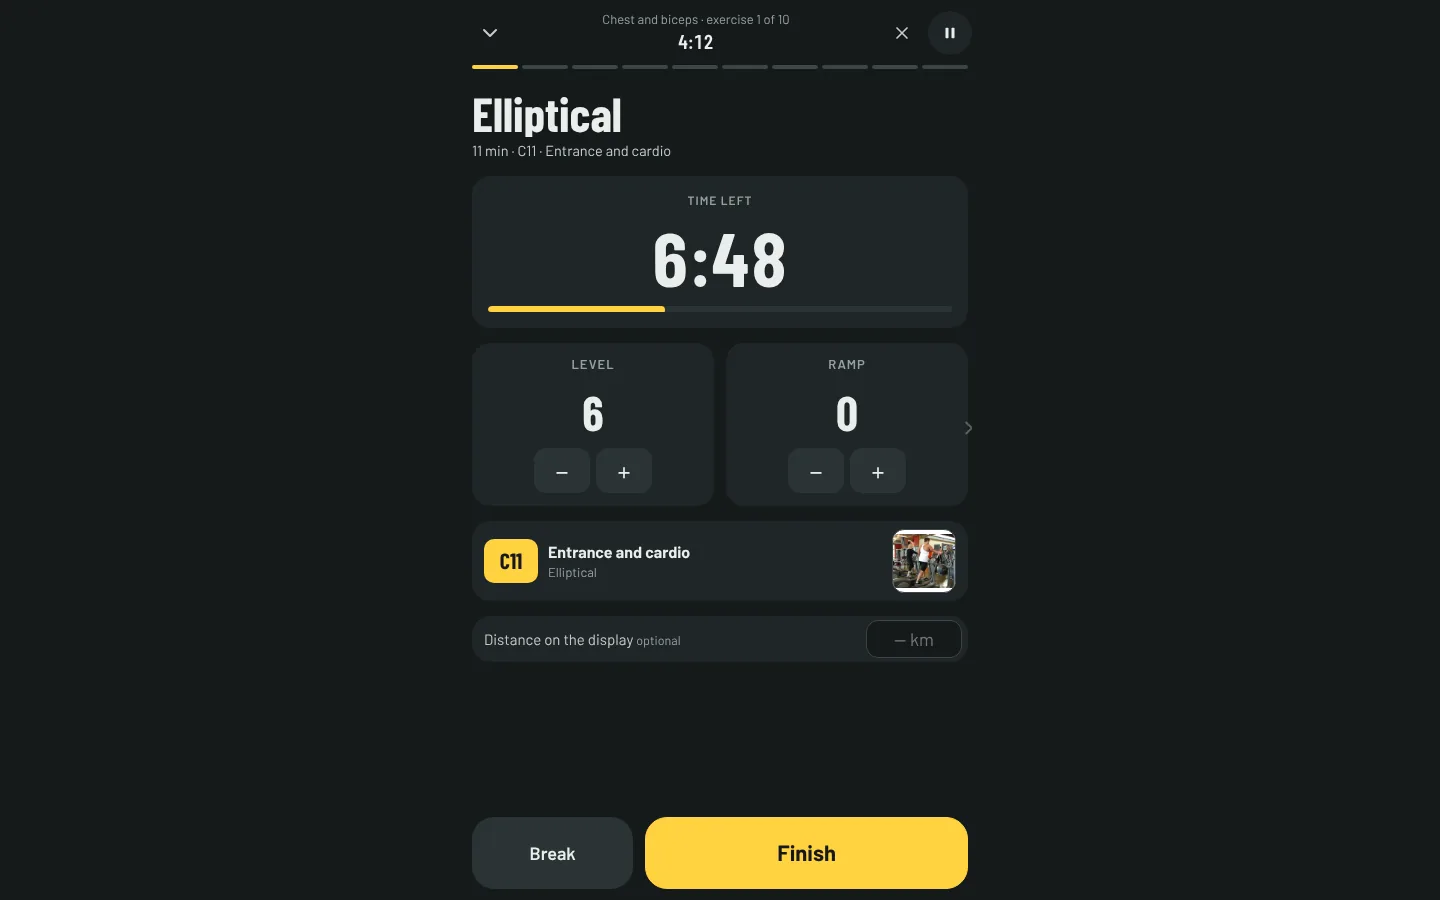 Chest and biceps · exercise 1 of 10
4:12
Elliptical
11 min · C11 · Entrance and cardio
TIME LEFT
6:48
LEVEL
RAMP
6
0
− +
− +
C11
Entrance and cardio
Elliptical
Distance on the display optional
– km
Break
Finish